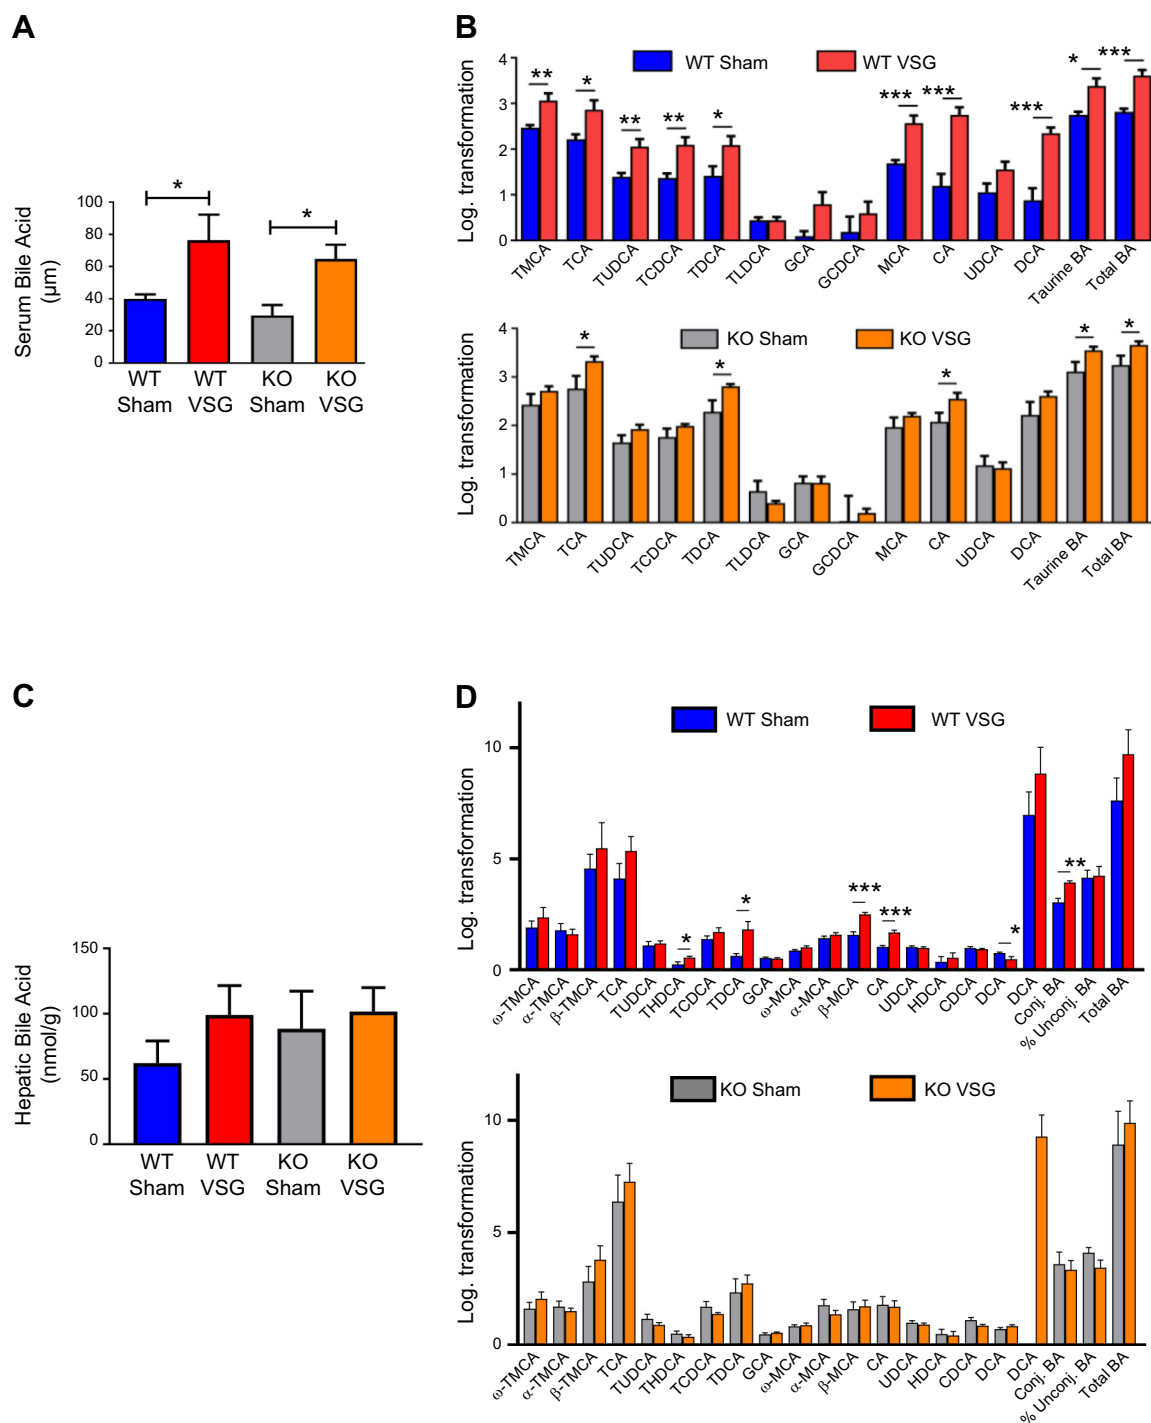 A
Serum Bile Acid
(μm)
100
80
60
40
20
0
*
*
WT
Sham
WT
VSG
KO
Sham
KO
VSG
B
Log. transformation
4
3
2
1
0
WT Sham
WT VSG
**
*
**
**
*
***
***
***
*
***
TMCA
TCA
TUDCA
TCDCA
TDCA
TLDCA
GCA
GCDCA
MCA
CA
UDCA
DCA
Taurine BA
Total BA
Log. transformation
4
3
2
1
0
KO Sham
KO VSG
*
*
*
*
*
TMCA
TCA
TUDCA
TCDCA
TDCA
TLDCA
GCA
GCDCA
MCA
CA
UDCA
DCA
Taurine BA
Total BA
C
Hepatic Bile Acid
(nmol/g)
150
100
50
0
WT
Sham
WT
VSG
KO
Sham
KO
VSG
D
Log. transformation
10
5
0
WT Sham
WT VSG
*
*
***
***
*
**
ω-TMCA
α-TMCA
β-TMCA
TCA
TUDCA
THDCA
TCDCA
TDCA
GCA
ω-MCA
α-MCA
β-MCA
CA
UDCA
HDCA
CDCA
DCA
DCA
Conj. BA
% Unconj. BA
Total BA
Log. transformation
10
5
0
KO Sham
KO VSG
ω-TMCA
α-TMCA
β-TMCA
TCA
TUDCA
THDCA
TCDCA
TDCA
GCA
ω-MCA
α-MCA
β-MCA
CA
UDCA
HDCA
CDCA
DCA
DCA
Conj. BA
% Unconj. BA
Total BA